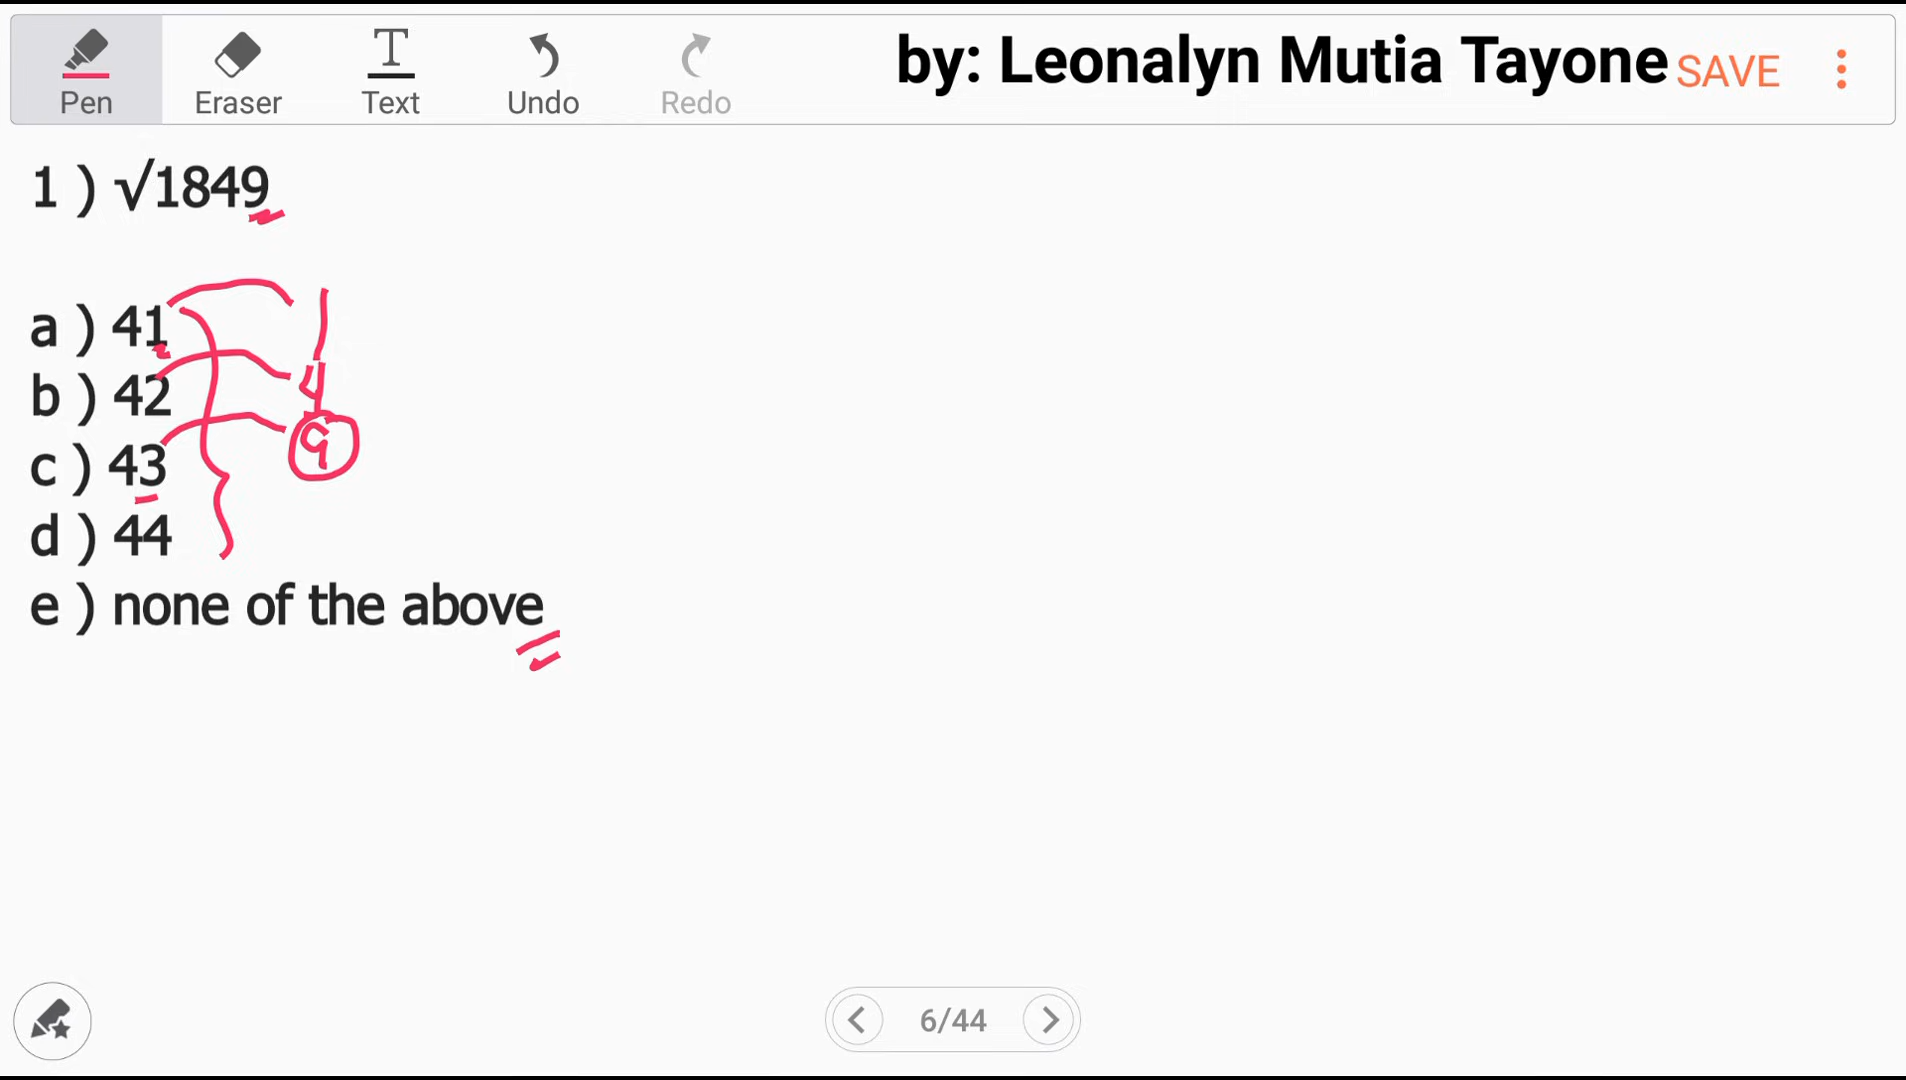 Pen Eraser Text Undo Redo by: Leonalyn Mutia Tayone SAVE
1 ) √1849
a ) 41 1
b ) 42 4
c ) 43 9
d ) 44
e ) none of the above
6/44